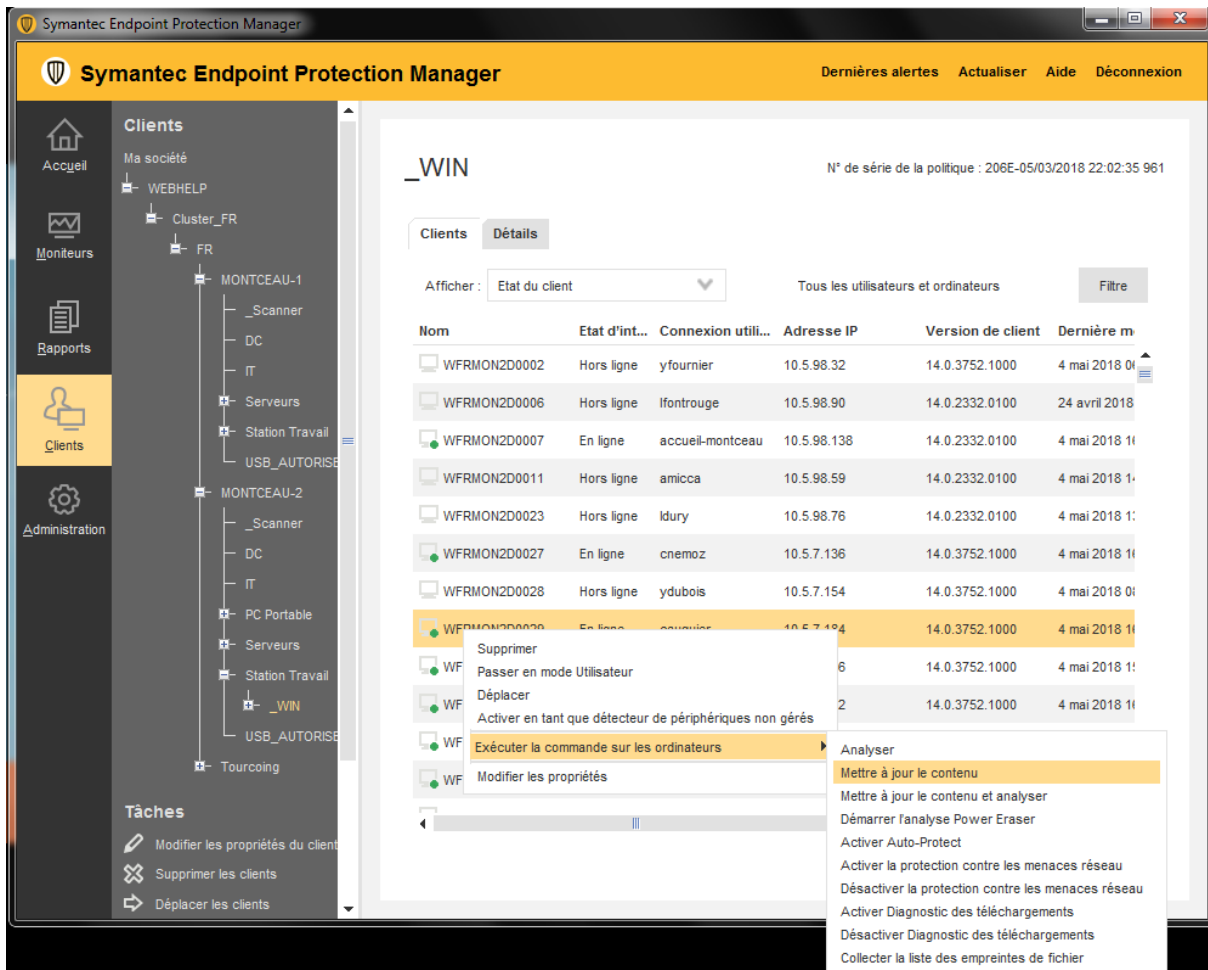 Symantec Endpoint Protection Manager
Symantec Endpoint Protection Manager
Dernières alertes Actualiser Aide Déconnexion
Accueil
Moniteurs
Rapports
Clients
Administration
Clients
Ma société
WEBHELP
Cluster_FR
FR
MONTCEAU-1
_Scanner
DC
IT
Serveurs
Station Travail
USB_AUTORISE
MONTCEAU-2
_Scanner
DC
IT
PC Portable
Serveurs
Station Travail
_WIN
USB_AUTORISE
Tourcoing
Tâches
Modifier les propriétés du client
Supprimer les clients
Déplacer les clients
_WIN
N° de série de la politique : 206E-05/03/2018 22:02:35 961
Clients Détails
Afficher : Etat du client Tous les utilisateurs et ordinateurs Filtre
Nom Etat d'int... Connexion utili... Adresse IP Version de client Dernière
WFRMON2D0002 Hors ligne yfournier 10.5.98.32 14.0.3752.1000 4 mai 2018
WFRMON2D0006 Hors ligne lfontrouge 10.5.98.90 14.0.2332.0100 24 avril 2018
WFRMON2D0007 En ligne accueil-montceau 10.5.98.138 14.0.2332.0100 4 mai 2018
WFRMON2D0011 Hors ligne amicca 10.5.98.59 14.0.2332.0100 4 mai 2018
WFRMON2D0023 Hors ligne ldury 10.5.98.76 14.0.2332.0100 4 mai 2018
WFRMON2D0027 En ligne cnemoz 10.5.7.136 14.0.3752.1000 4 mai 2018
WFRMON2D0028 Hors ligne ydubois 10.5.7.154 14.0.3752.1000 4 mai 2018
WFRMON2D0029 En ligne 10.5.7.184 14.0.3752.1000 4 mai 2018
WF 6 14.0.3752.1000 4 mai 2018
WF 2 14.0.3752.1000 4 mai 2018
WF
WF
Supprimer
Passer en mode Utilisateur
Déplacer
Activer en tant que détecteur de périphériques non gérés
Exécuter la commande sur les ordinateurs
Modifier les propriétés
Analyser
Mettre à jour le contenu
Mettre à jour le contenu et analyser
Démarrer l'analyse Power Eraser
Activer Auto-Protect
Activer la protection contre les menaces réseau
Désactiver la protection contre les menaces réseau
Activer Diagnostic des téléchargements
Désactiver Diagnostic des téléchargements
Collecter la liste des empreintes de fichier